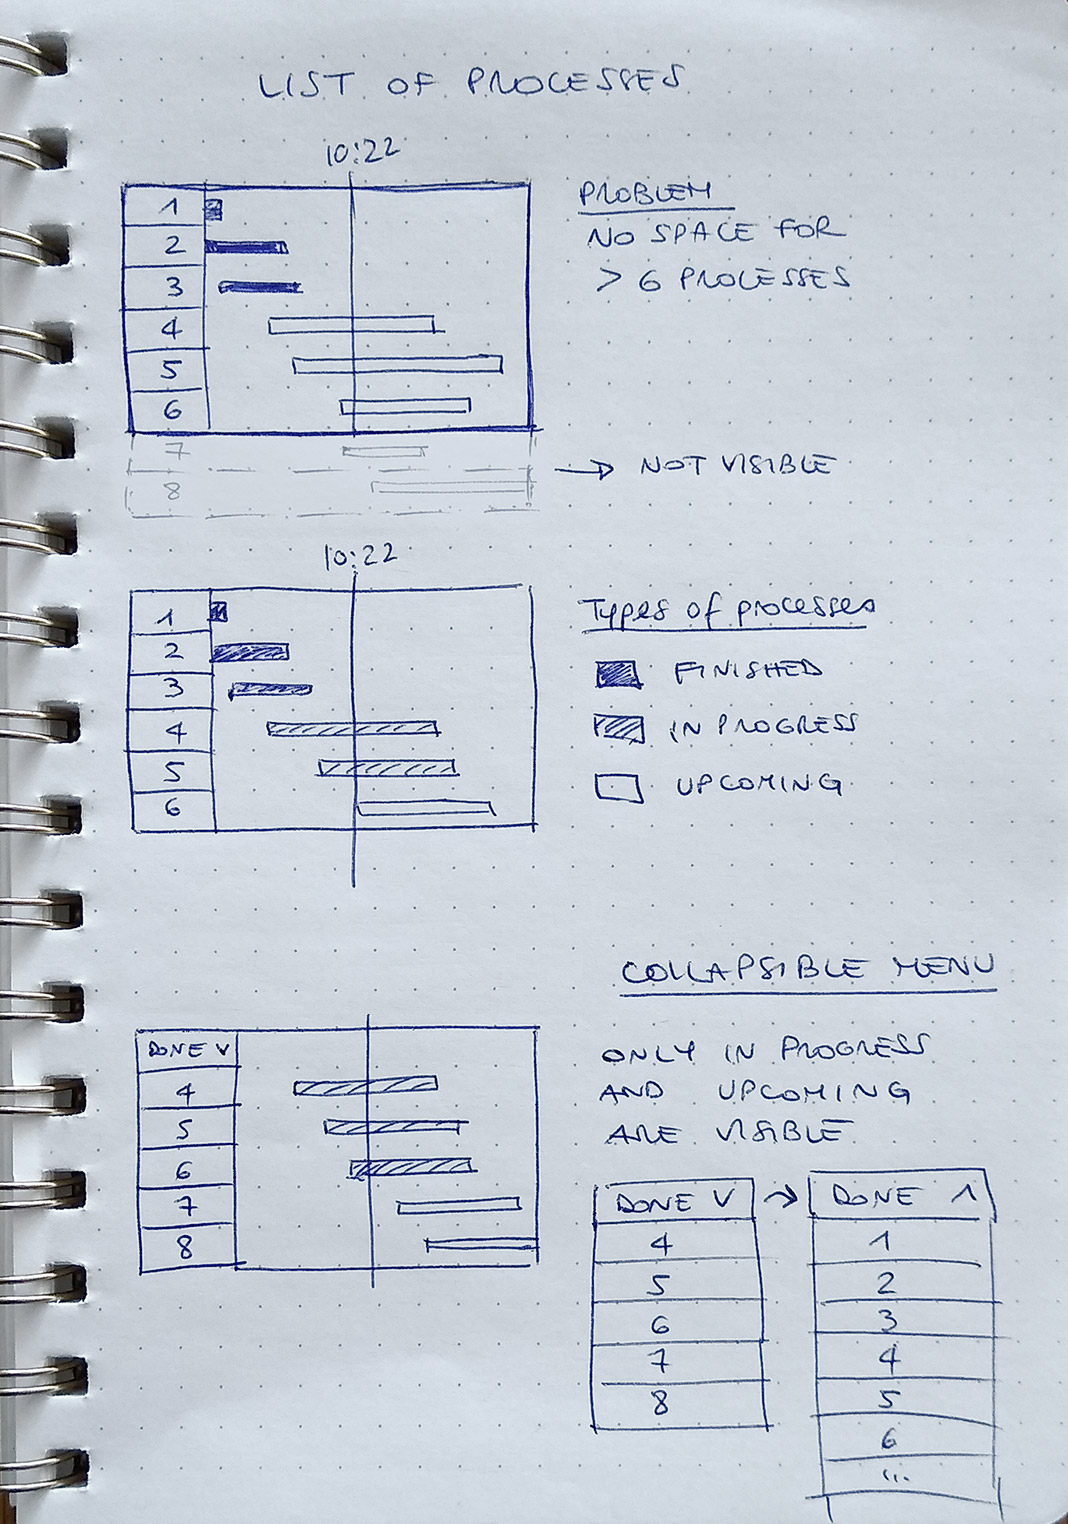 LIST OF PROCESSES
10:22
1
2
3
4
5
6
7
8
PROBLEM
NO SPACE FOR
> 6 PROCESSES
→ NOT VISIBLE
10:22
1
2
3
4
5
6
Types of processes
FINISHED
IN PROGRESS
UPCOMING
COLLAPSIBLE MENU
DONE V
4
5
6
7
8
ONLY IN PROGRESS
AND UPCOMING
ARE VISIBLE
DONE V → DONE Λ
4
5
6
7
8
1
2
3
4
5
6
...